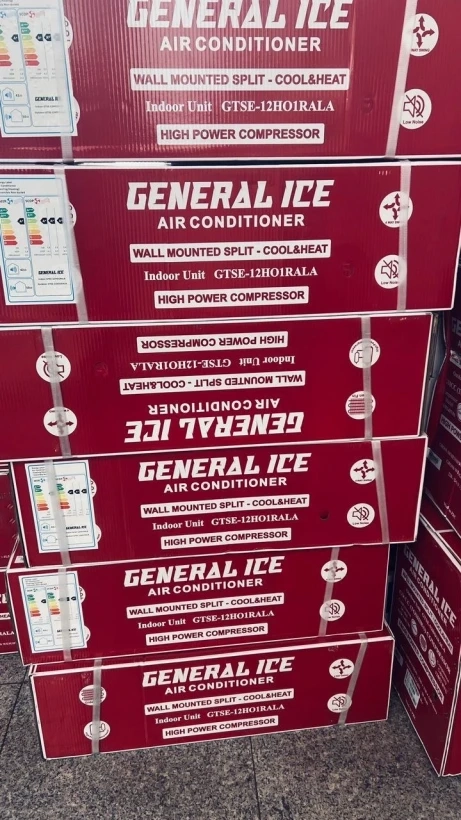 GENERAL ICE
AIR CONDITIONER
WALL MOUNTED SPLIT - COOL&HEAT
Indoor Unit GTSE-12HO1RALA
HIGH POWER COMPRESSOR
Low Noise
GENERAL ICE
GENERAL ICE
AIR CONDITIONER
WALL MOUNTED SPLIT - COOL&HEAT
Indoor Unit GTSE-12HO1RALA
HIGH POWER COMPRESSOR
Low Noise
GENERAL ICE
GENERAL ICE
AIR CONDITIONER
WALL MOUNTED SPLIT - COOL&HEAT
Indoor Unit GTSE-12HO1RALA
HIGH POWER COMPRESSOR
GENERAL ICE
AIR CONDITIONER
WALL MOUNTED SPLIT - COOL&HEAT
Indoor Unit GTSE-12HO1RALA
HIGH POWER COMPRESSOR
GENERAL ICE
AIR CONDITIONER
WALL MOUNTED SPLIT - COOL&HEAT
Indoor Unit GTSE-12HO1RALA
HIGH POWER COMPRESSOR
GENERAL ICE
AIR CONDITIONER
WALL MOUNTED SPLIT - COOL&HEAT
Indoor Unit GTSE-12HO1RALA
HIGH POWER COMPRESSOR